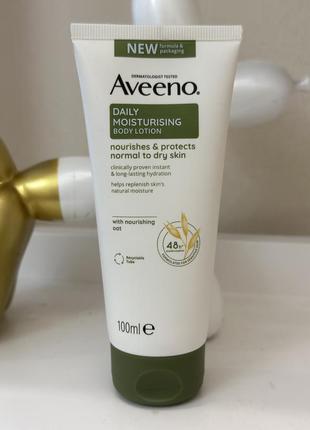 NEW formula & packaging
DERMATOLOGIST TESTED
Aveeno.
DAILY
MOISTURISING
BODY LOTION
nourishes & protects
normal to dry skin
clinically proven instant
& long-lasting hydration
helps replenish skin's
natural moisture
with nourishing
oat
48h
Recyclable
Tube
100ml e